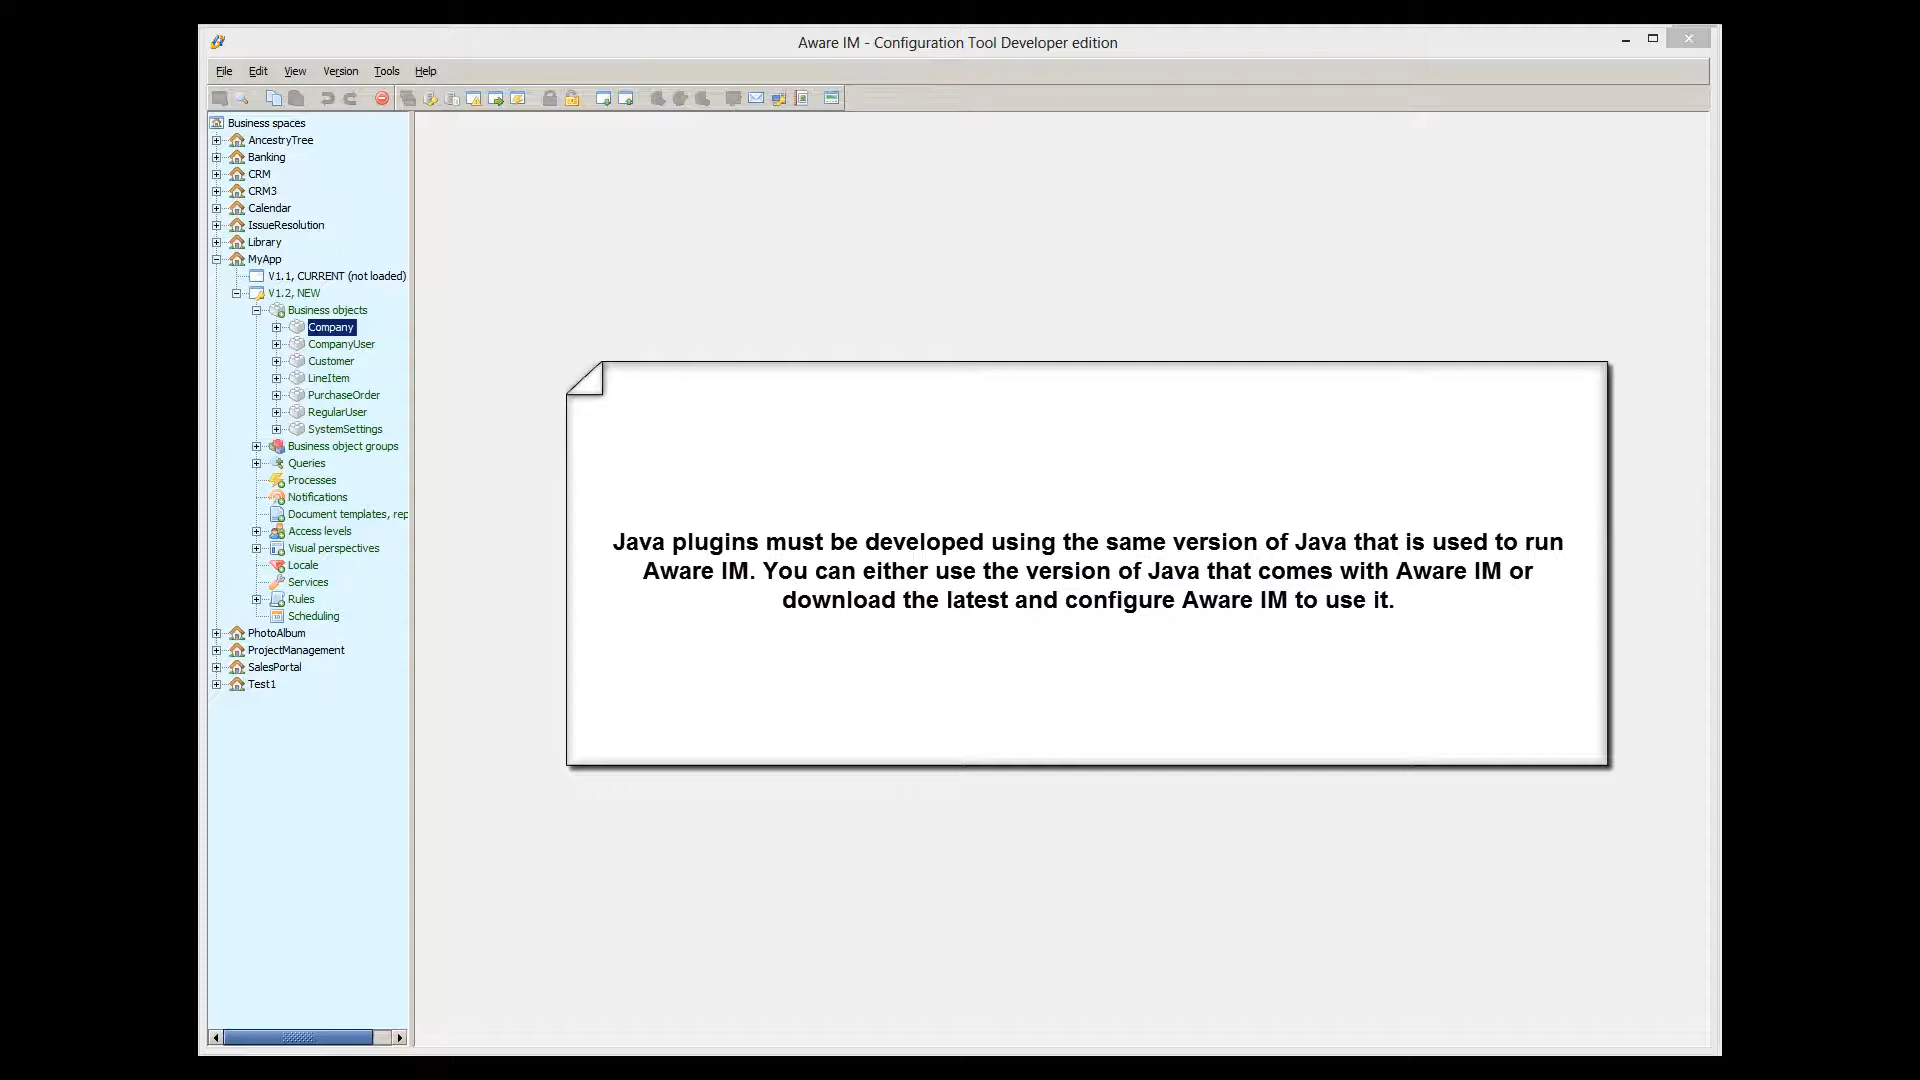 Aware IM - Configuration Tool Developer edition
File Edit View Version Tools Help
Business spaces
AncestryTree
Banking
CRM
CRM3
Calendar
IssueResolution
Library
MyApp
V1.1, CURRENT (not loaded)
V1.2, NEW
Business objects
Company
CompanyUser
Customer
LineItem
PurchaseOrder
RegularUser
SystemSettings
Business object groups
Queries
Processes
Notifications
Document templates, rep
Access levels
Visual perspectives
Locale
Services
Rules
Scheduling
PhotoAlbum
ProjectManagement
SalesPortal
Test1
Java plugins must be developed using the same version of Java that is used to run
Aware IM. You can either use the version of Java that comes with Aware IM or
download the latest and configure Aware IM to use it.